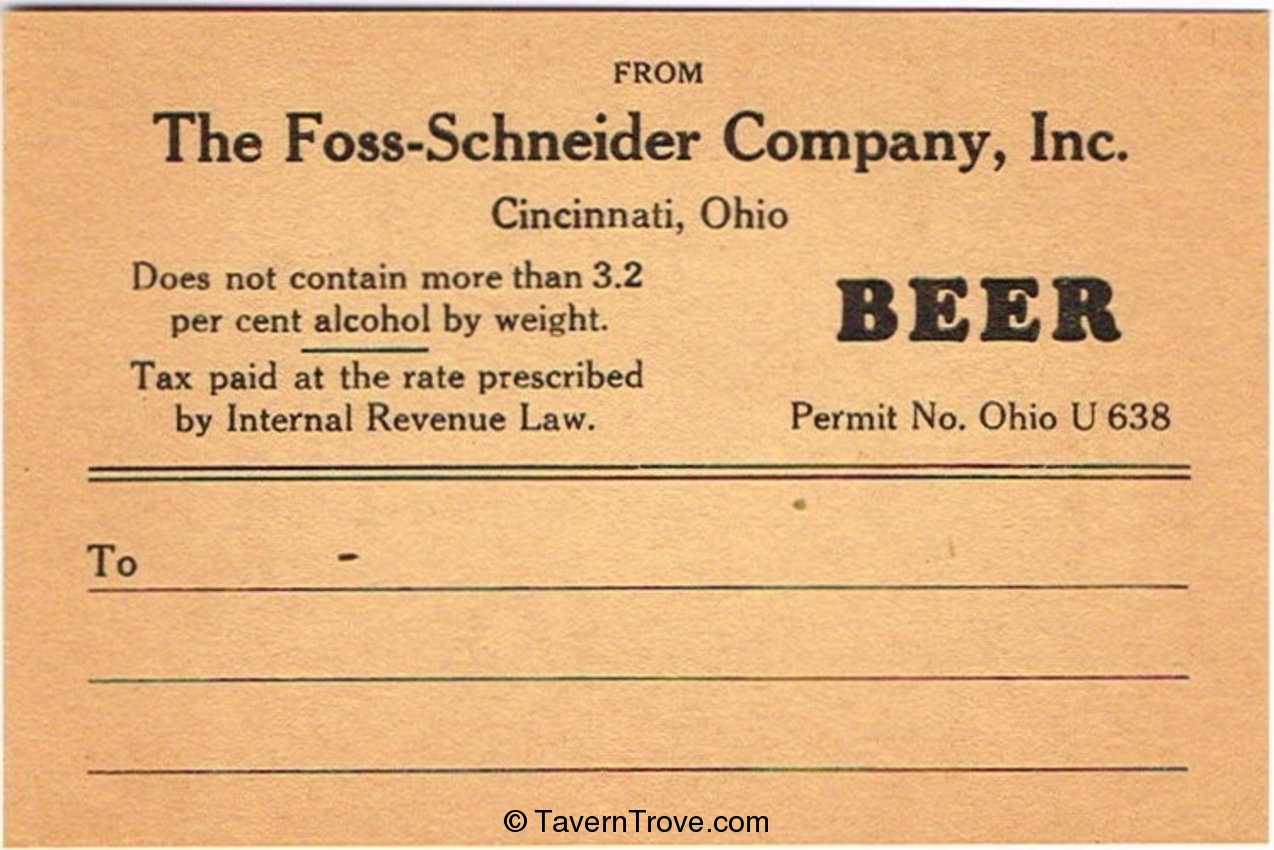 FROM
The Foss-Schneider Company, Inc.
Cincinnati, Ohio
Does not contain more than 3.2
per cent alcohol by weight.
Tax paid at the rate prescribed
by Internal Revenue Law.
BEER
Permit No. Ohio U 638
To
© TavernTrove.com